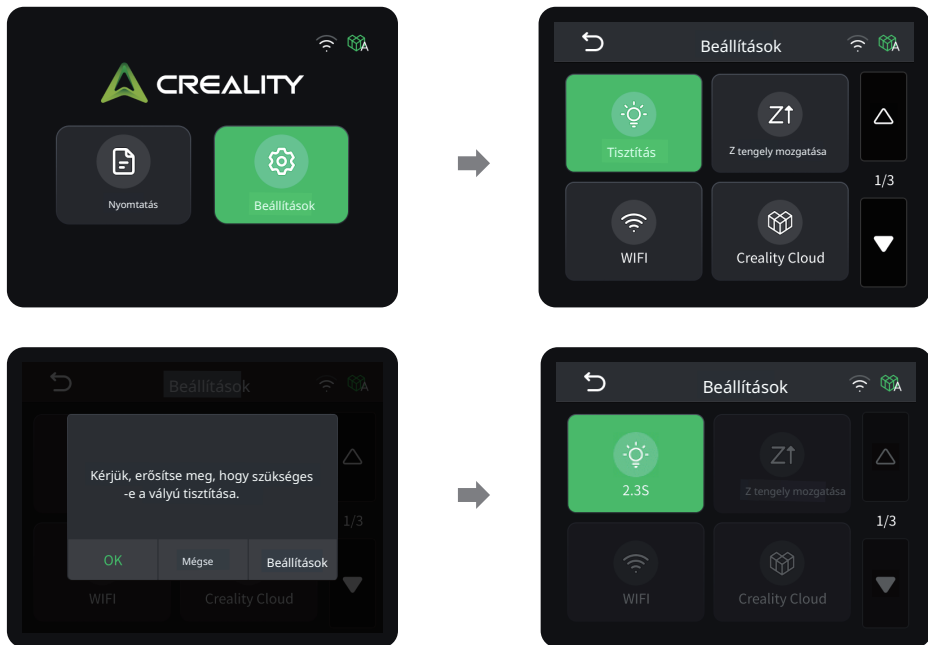 CREALITY
Nyomtatás
Beállítások
Beállítások
Tisztítás
Z tengely mozgatása
WIFI
Creality Cloud
1/3
Beállítások
Kérjük, erősítse meg, hogy szükséges
-e a vályú tisztítása.
OK
Mégse
Beállítások
1/3
WIFI
Creality Cloud
Beállítások
2.3S
Z tengely mozgatása
WIFI
Creality Cloud
1/3